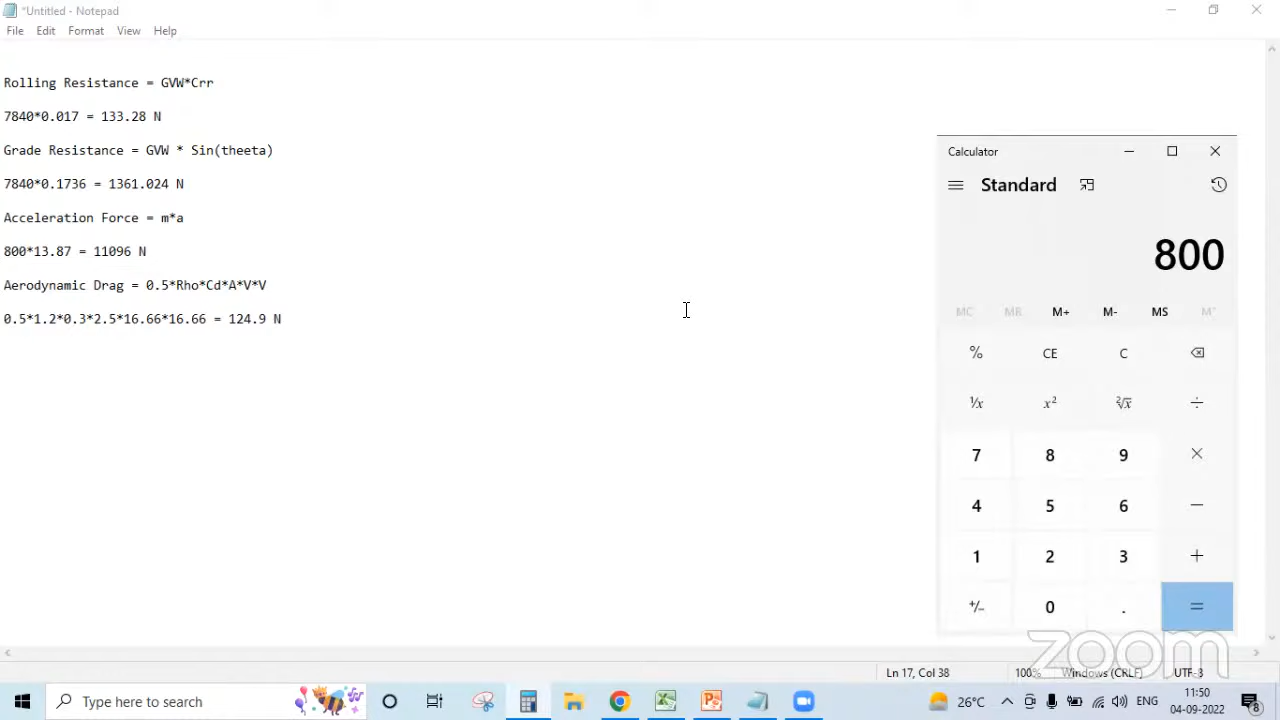 *Untitled - Notepad
File Edit Format View Help
Rolling Resistance = GVW*Crr
7840*0.017 = 133.28 N
Grade Resistance = GVW * Sin(theeta)
7840*0.1736 = 1361.024 N
Acceleration Force = m*a
800*13.87 = 11096 N
Aerodynamic Drag = 0.5*Rho*Cd*A*V*V
0.5*1.2*0.3*2.5*16.66*16.66 = 124.9 N
Calculator
Standard
800
MC MR M+ M- MS M˅
% CE C
⅟x x² ²√x ÷
7 8 9 ×
4 5 6 −
1 2 3 +
+/− 0 . =
zoom
Ln 17, Col 38 100% Windows (CRLF) UTF-8
Type here to search
26°C ENG 11:50
04-09-2022 8